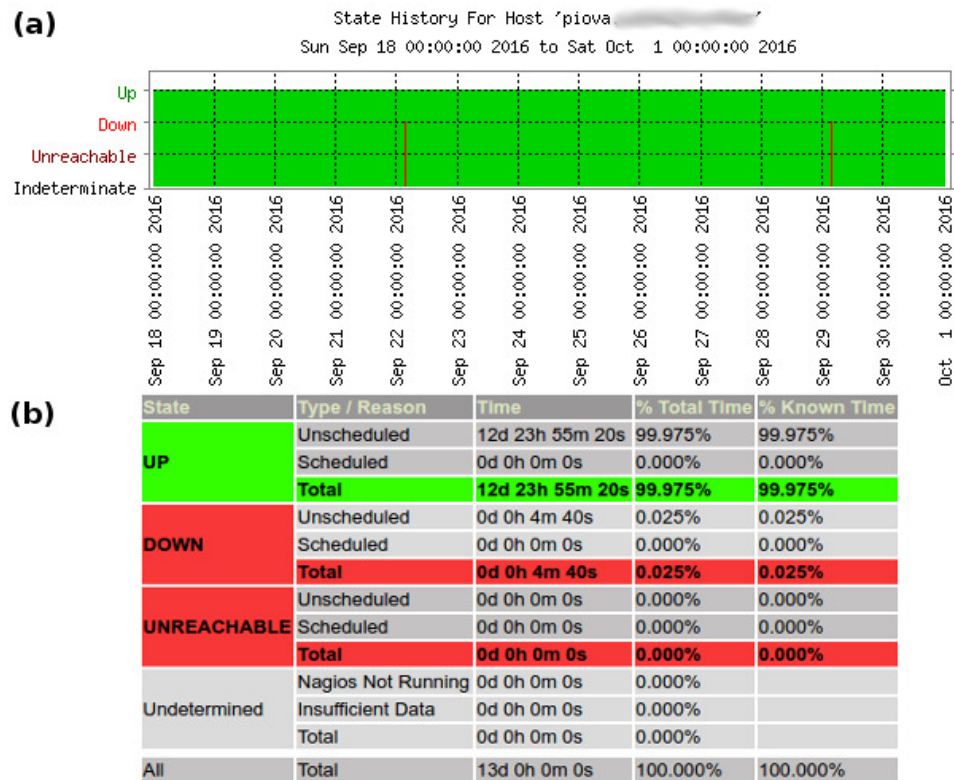 (a)
State History For Host 'piova
Sun Sep 18 00:00:00 2016 to Sat Oct 1 00:00:00 2016
Up
Down
Unreachable
Indeterminate
Sep 18 00:00:00 2016
Sep 19 00:00:00 2016
Sep 20 00:00:00 2016
Sep 21 00:00:00 2016
Sep 22 00:00:00 2016
Sep 23 00:00:00 2016
Sep 24 00:00:00 2016
Sep 25 00:00:00 2016
Sep 26 00:00:00 2016
Sep 27 00:00:00 2016
Sep 28 00:00:00 2016
Sep 29 00:00:00 2016
Sep 30 00:00:00 2016
Oct 1 00:00:00 2016
(b)
State Type / Reason Time % Total Time % Known Time
UP
Unscheduled 12d 23h 55m 20s 99.975% 99.975%
Scheduled 0d 0h 0m 0s 0.000% 0.000%
Total 12d 23h 55m 20s 99.975% 99.975%
DOWN
Unscheduled 0d 0h 4m 40s 0.025% 0.025%
Scheduled 0d 0h 0m 0s 0.000% 0.000%
Total 0d 0h 4m 40s 0.025% 0.025%
UNREACHABLE
Unscheduled 0d 0h 0m 0s 0.000% 0.000%
Scheduled 0d 0h 0m 0s 0.000% 0.000%
Total 0d 0h 0m 0s 0.000% 0.000%
Undetermined
Nagios Not Running 0d 0h 0m 0s 0.000%
Insufficient Data 0d 0h 0m 0s 0.000%
Total 0d 0h 0m 0s 0.000%
All Total 13d 0h 0m 0s 100.000% 100.000%